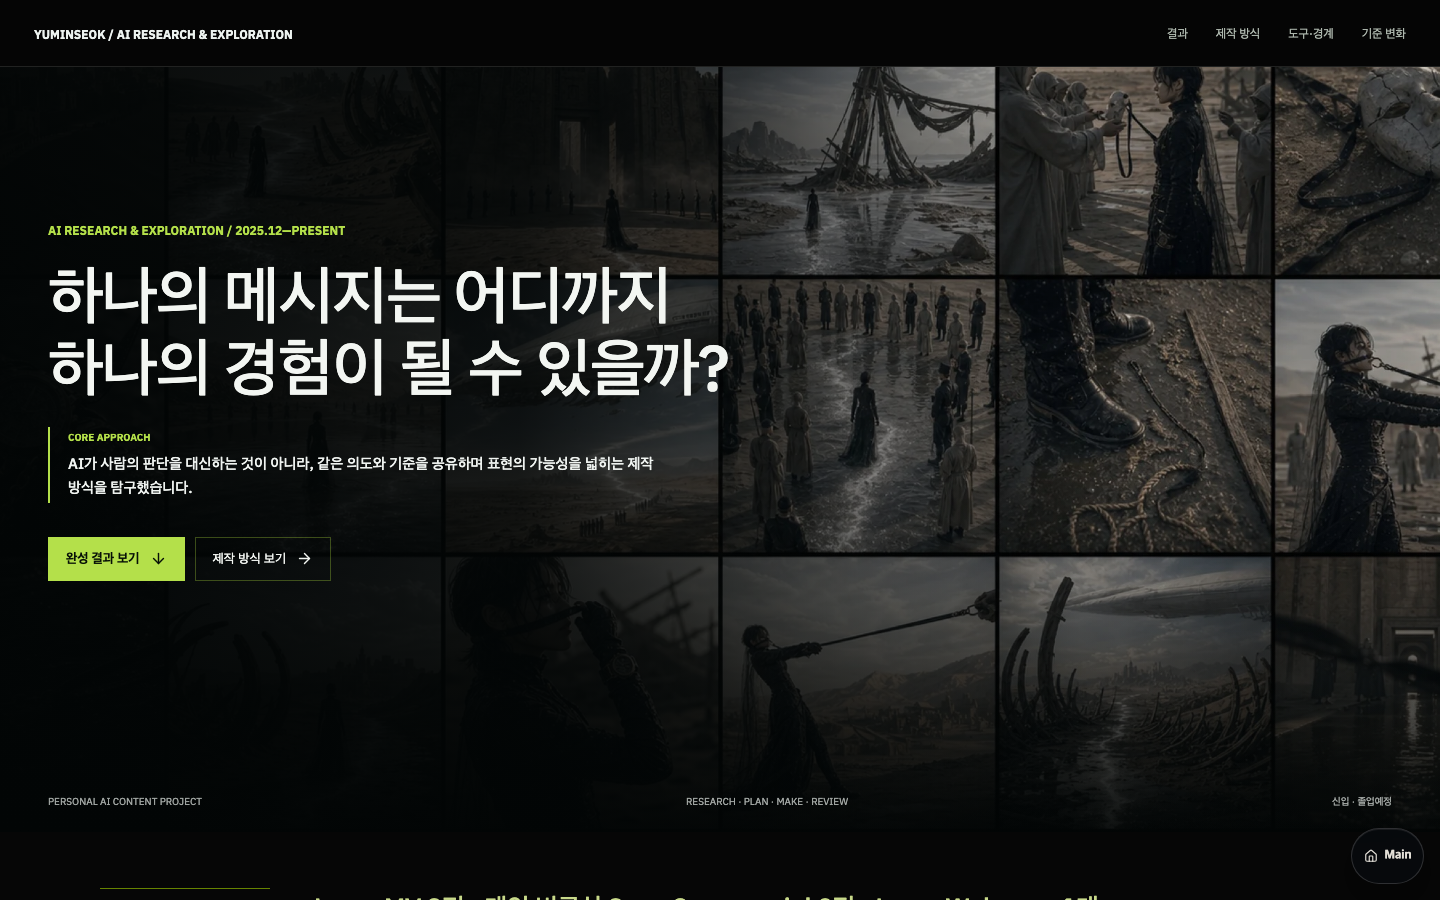 YUMINSEOK / AI RESEARCH & EXPLORATION
결과 제작 방식 도구·경계 기준 변화
AI RESEARCH & EXPLORATION / 2025.12—PRESENT
하나의 메시지는 어디까지
하나의 경험이 될 수 있을까?
CORE APPROACH
AI가 사람의 판단을 대신하는 것이 아니라, 같은 의도와 기준을 공유하며 표현의 가능성을 넓히는 제작
방식을 탐구했습니다.
완성 결과 보기 제작 방식 보기
PERSONAL AI CONTENT PROJECT RESEARCH · PLAN · MAKE · REVIEW 신입 · 졸입예정
Main